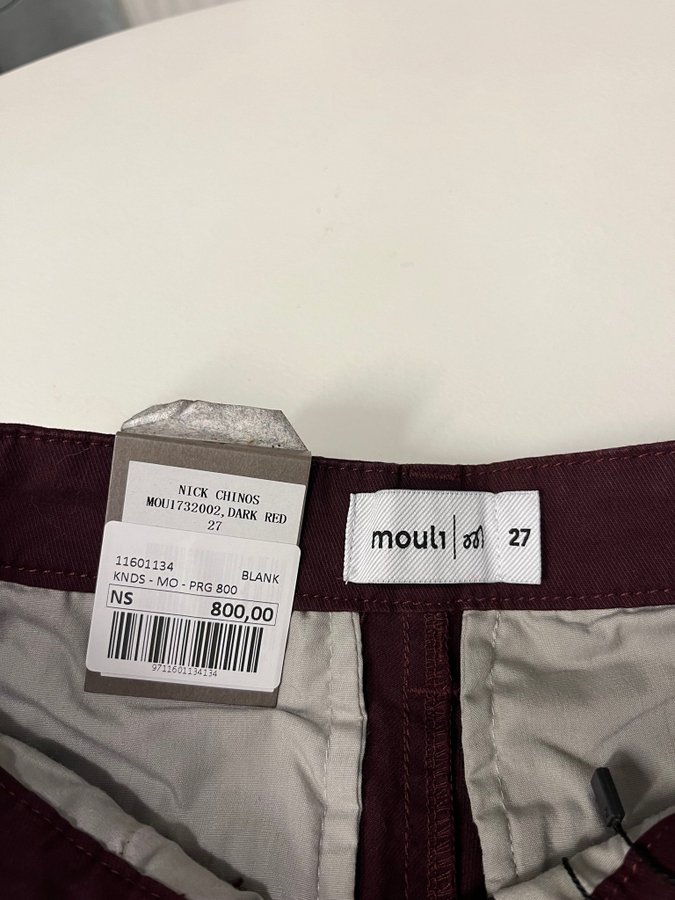 NICK CHINOS
MOU1732002,DARK RED
27
11601134
BLANK
KNDS - MO - PRG 800
NS 800,00
9711601134134
mouli
27